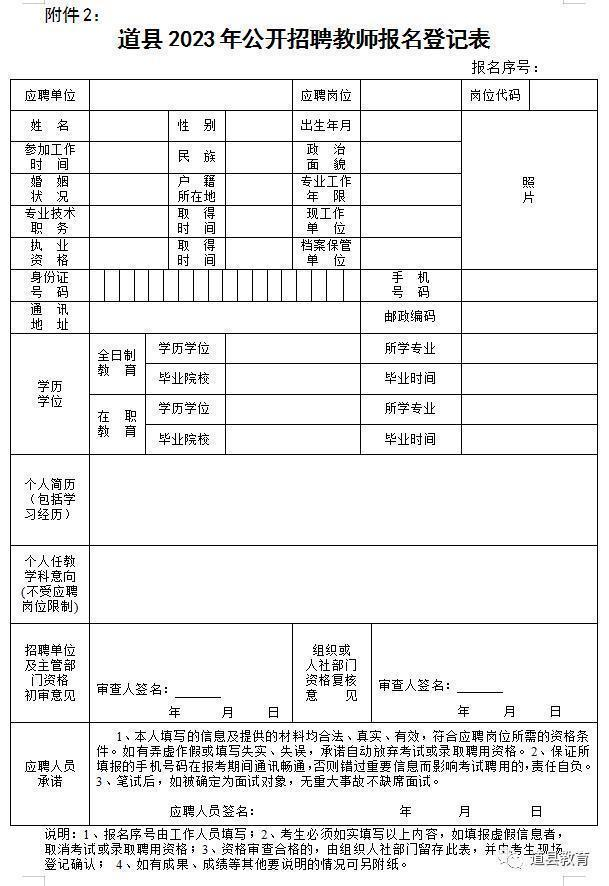 附件2：
道县2023年公开招聘教师报名登记表
报名序号：
应聘单位 应聘岗位 岗位代码
姓 名 性 别 出生年月
参加工作
时 间
民 族
政 治
面 貌
照
片
婚 姻
状 况
户 籍
所在地
专业工作
年 限
专业技术
职 务
取 得
时 间
现工作
单 位
执 业
资 格
取 得
时 间
档案保管
单 位
身份证
号 码
手 机
号 码
通 讯
地 址
邮政编码
学历
学位
全日制
教 育
学历学位 所学专业
毕业院校 毕业时间
在 职
教 育
学历学位 所学专业
毕业院校 毕业时间
个人简历
（包括学
习经历）
个人任教
学科意向
(不受应聘
岗位限制)
招聘单位
及主管部
门资格
初审意见
审查人签名：
年 月 日
组织或
人社部门
资格复核
意 见
审查人签名：
年 月 日
应聘人员
承诺
1、本人填写的信息及提供的材料均合法、真实、有效，符合应聘岗位所需的资格条
件。如有弄虚作假或填写失实、失误，承诺自动放弃考试或录取聘用资格。2、保证所
填报的手机号码在报考期间通讯畅通，否则错过重要信息而影响考试聘用的，责任自负。
3、笔试后，如被确定为面试对象，无重大事故不缺席面试。
应聘人员签名： 年 月 日
说明：1、报名序号由工作人员填写；2、考生必须如实填写以上内容，如填报虚假信息者，
取消考试或录取聘用资格；3、资格审查合格的，由组织人社部门留存此表，并由考生现场
登记确认； 4、如有成果、成绩等其他要说明的情况可另附纸。
道县教育